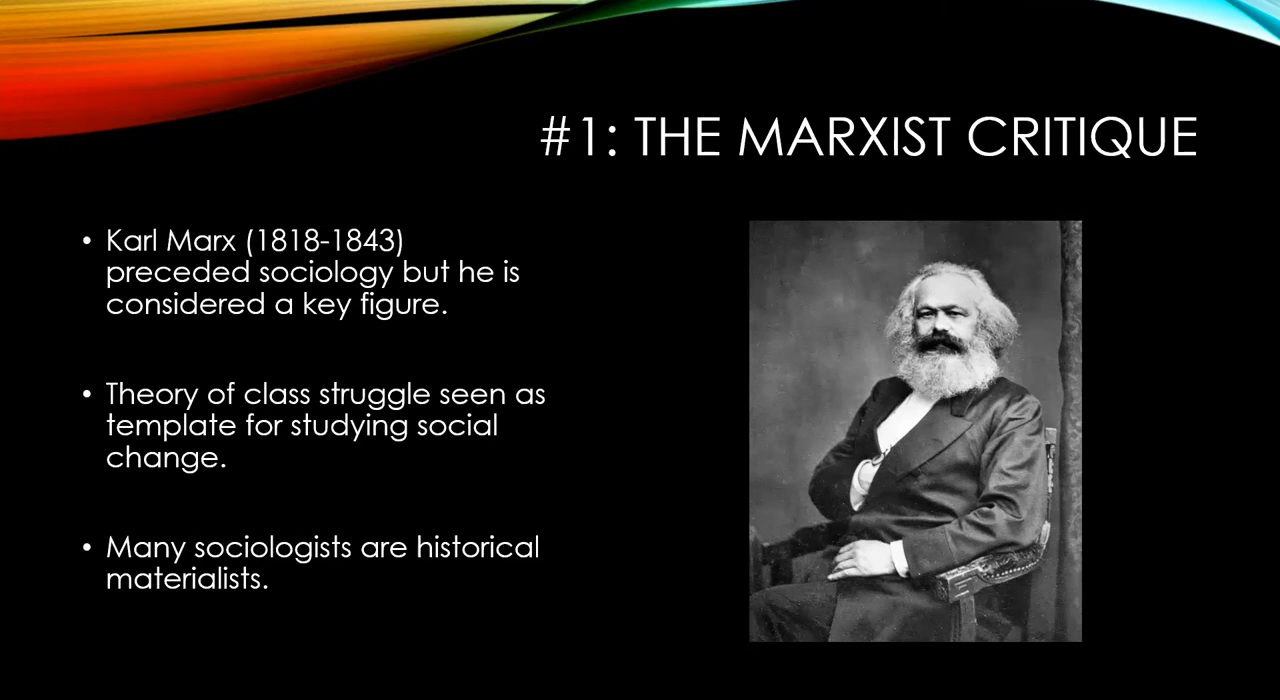 #1: THE MARXIST CRITIQUE
• Karl Marx (1818-1843)
preceded sociology but he is
considered a key figure.
• Theory of class struggle seen as
template for studying social
change.
• Many sociologists are historical
materialists.